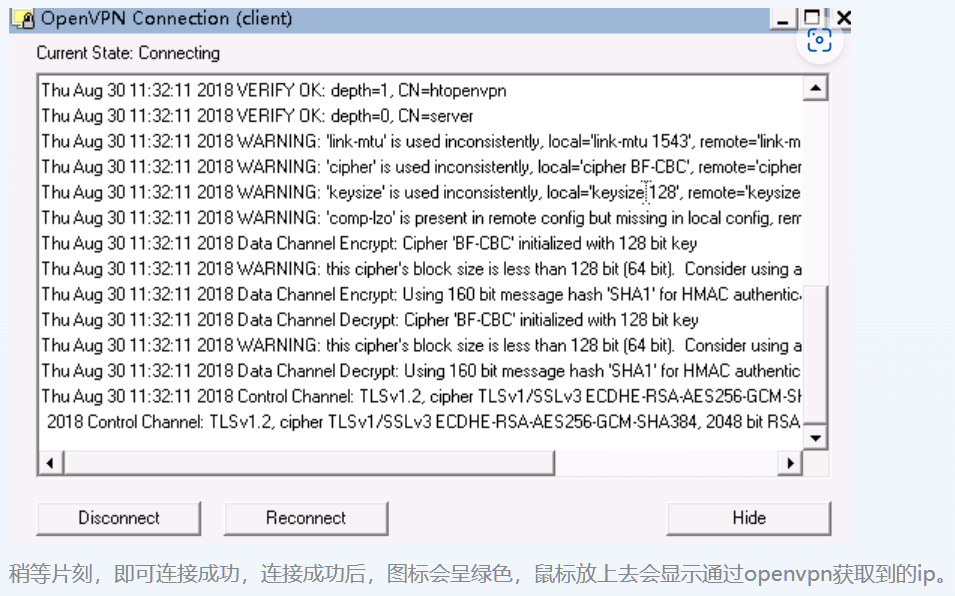 OpenVPN Connection (client)
Current State: Connecting
Thu Aug 30 11:32:11 2018 VERIFY OK: depth=1, CN=htopenvpn
Thu Aug 30 11:32:11 2018 VERIFY OK: depth=0, CN=server
Thu Aug 30 11:32:11 2018 WARNING: 'link-mtu' is used inconsistently, local='link-mtu 1543', remote='link-m
Thu Aug 30 11:32:11 2018 WARNING: 'cipher' is used inconsistently, local='cipher BF-CBC', remote='cipher
Thu Aug 30 11:32:11 2018 WARNING: 'keysize' is used inconsistently, local='keysize 128', remote='keysize
Thu Aug 30 11:32:11 2018 WARNING: 'comp-lzo' is present in remote config but missing in local config, rem
Thu Aug 30 11:32:11 2018 Data Channel Encrypt: Cipher 'BF-CBC' initialized with 128 bit key
Thu Aug 30 11:32:11 2018 WARNING: this cipher's block size is less than 128 bit (64 bit).  Consider using a
Thu Aug 30 11:32:11 2018 Data Channel Encrypt: Using 160 bit message hash 'SHA1' for HMAC authentic
Thu Aug 30 11:32:11 2018 Data Channel Decrypt: Cipher 'BF-CBC' initialized with 128 bit key
Thu Aug 30 11:32:11 2018 WARNING: this cipher's block size is less than 128 bit (64 bit).  Consider using a
Thu Aug 30 11:32:11 2018 Data Channel Decrypt: Using 160 bit message hash 'SHA1' for HMAC authentic
Thu Aug 30 11:32:11 2018 Control Channel: TLSv1.2, cipher TLSv1/SSLv3 ECDHE-RSA-AES256-GCM-SH
2018 Control Channel: TLSv1.2, cipher TLSv1/SSLv3 ECDHE-RSA-AES256-GCM-SHA384, 2048 bit RSA
Disconnect Reconnect Hide
稍等片刻，即可连接成功，连接成功后，图标会呈绿色，鼠标放上去会显示通过openvpn获取到的ip。